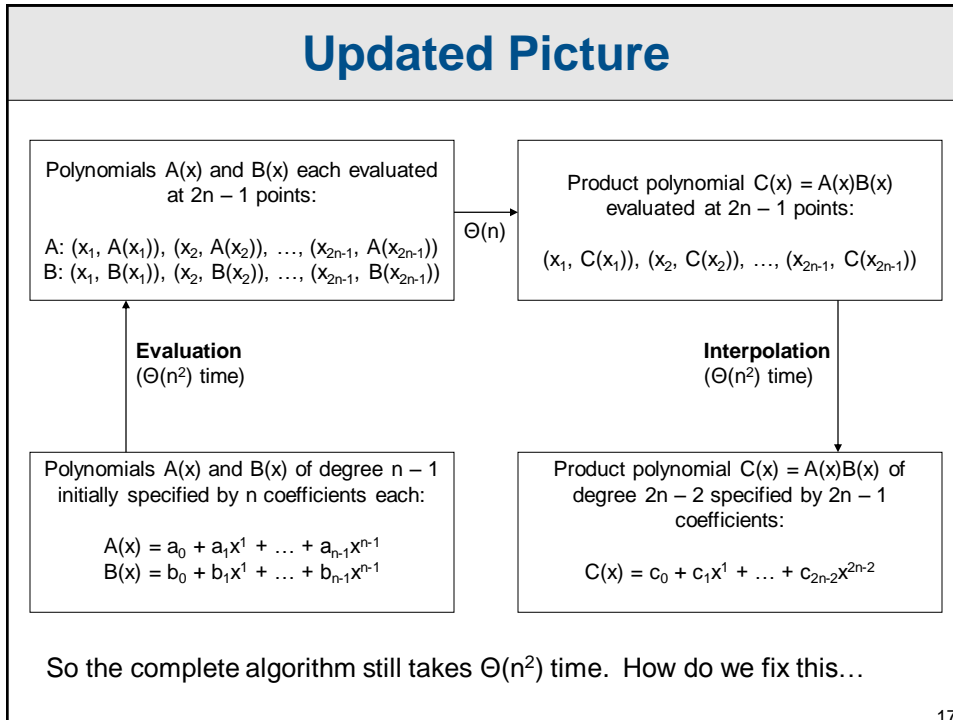 Updated Picture
Polynomials A(x) and B(x) each evaluated
at 2n – 1 points:
A: (x₁, A(x₁)), (x₂, A(x₂)), …, (x₂ₙ₋₁, A(x₂ₙ₋₁))
B: (x₁, B(x₁)), (x₂, B(x₂)), …, (x₂ₙ₋₁, B(x₂ₙ₋₁))
Θ(n)
Product polynomial C(x) = A(x)B(x)
evaluated at 2n – 1 points:
(x₁, C(x₁)), (x₂, C(x₂)), …, (x₂ₙ₋₁, C(x₂ₙ₋₁))
Evaluation
(Θ(n²) time)
Interpolation
(Θ(n²) time)
Polynomials A(x) and B(x) of degree n – 1
initially specified by n coefficients each:
A(x) = a₀ + a₁x¹ + … + aₙ₋₁xⁿ⁻¹
B(x) = b₀ + b₁x¹ + … + bₙ₋₁xⁿ⁻¹
Product polynomial C(x) = A(x)B(x) of
degree 2n – 2 specified by 2n – 1
coefficients:
C(x) = c₀ + c₁x¹ + … + c₂ₙ₋₂x²ⁿ⁻²
So the complete algorithm still takes Θ(n²) time. How do we fix this…
17